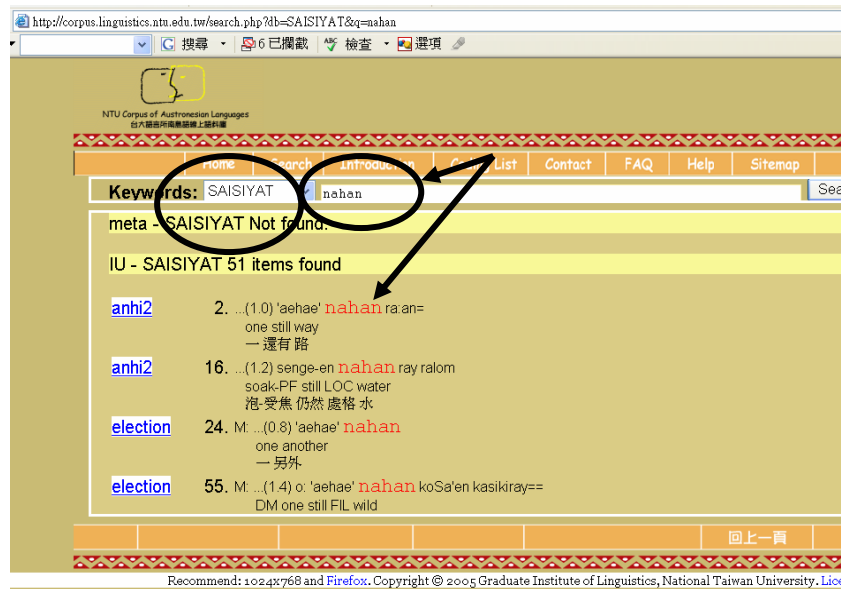 http://corpus.linguistics.ntu.edu.tw/search.php?db=SAISIYAT&q=nahan
搜尋 6 已攔截 ABC 檢查 選項
NTU Corpus of Austronesian Languages
台大語言所南島語線上語料庫
Home Search Introduction Coding List Contact FAQ Help Sitemap
Keywords: SAISIYAT nahan Sea
meta - SAISIYAT Not found.
IU - SAISIYAT 51 items found
anhi2 2. ...(1.0) 'aehae' nahan ra:an=
one still way
一 還有 路
anhi2 16. ...(1.2) senge-en nahan ray ralom
soak-PF still LOC water
泡-受焦 仍然 處格 水
election 24. M: ...(0.8) 'aehae' nahan
one another
一 另外
election 55. M: ...(1.4) o: 'aehae' nahan koSa'en kasikiray==
DM one still FIL wild
回上一頁
Recommend: 1024x768 and Firefox. Copyright © 2005 Graduate Institute of Linguistics, National Taiwan University. Lice